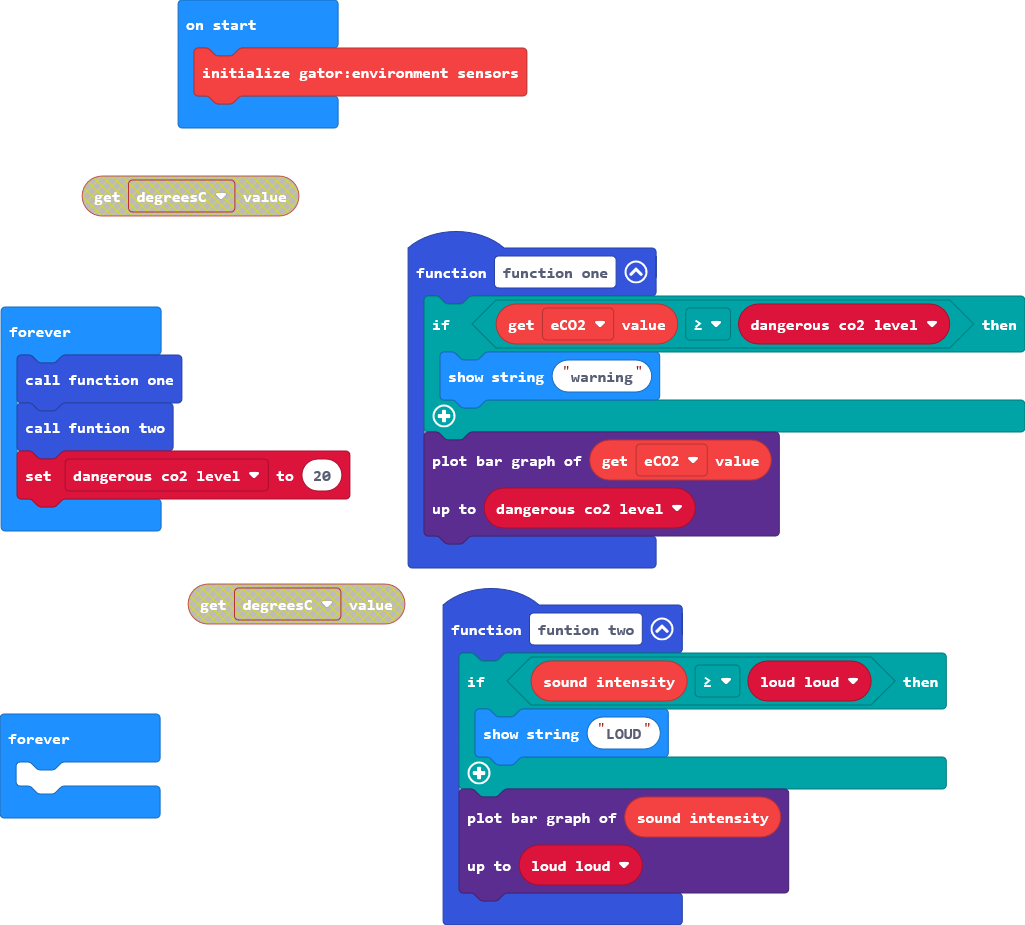 on start
initialize gator:environment sensors
get degreesC value
forever
call function one
call funtion two
set dangerous co2 level to 20
function function one
if get eCO2 value ≥ dangerous co2 level then
show string "warning"
plot bar graph of get eCO2 value
up to dangerous co2 level
get degreesC value
function funtion two
if sound intensity ≥ loud loud then
show string "LOUD"
plot bar graph of sound intensity
up to loud loud
forever